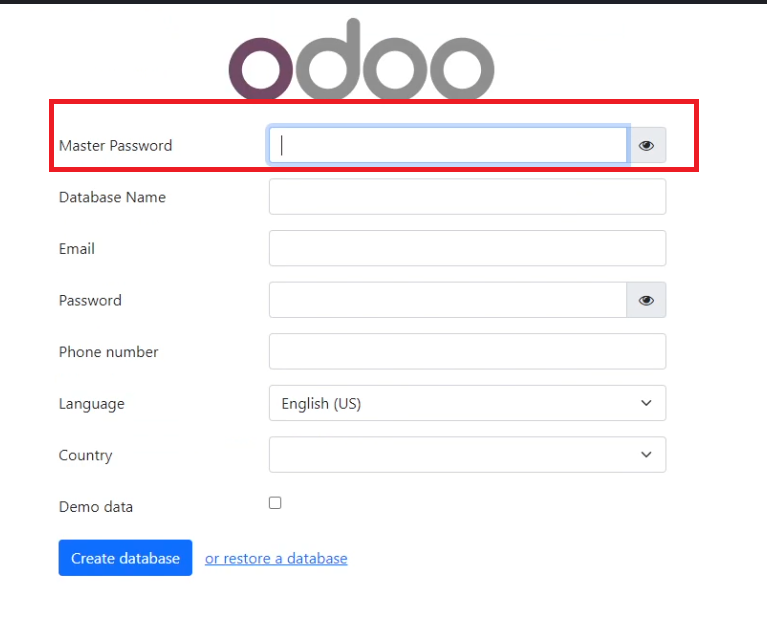 odoo
Master Password
Database Name
Email
Password
Phone number
Language English (US)
Country
Demo data
Create database or restore a database